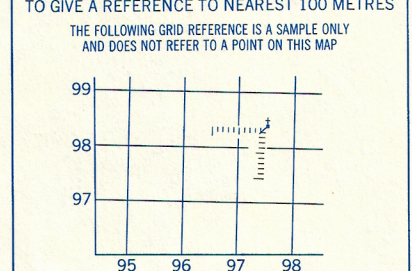 TO GIVE A REFERENCE TO NEAREST 100 METRES
THE FOLLOWING GRID REFERENCE IS A SAMPLE ONLY
AND DOES NOT REFER TO A POINT ON THIS MAP
99
98
97
95 96 97 98